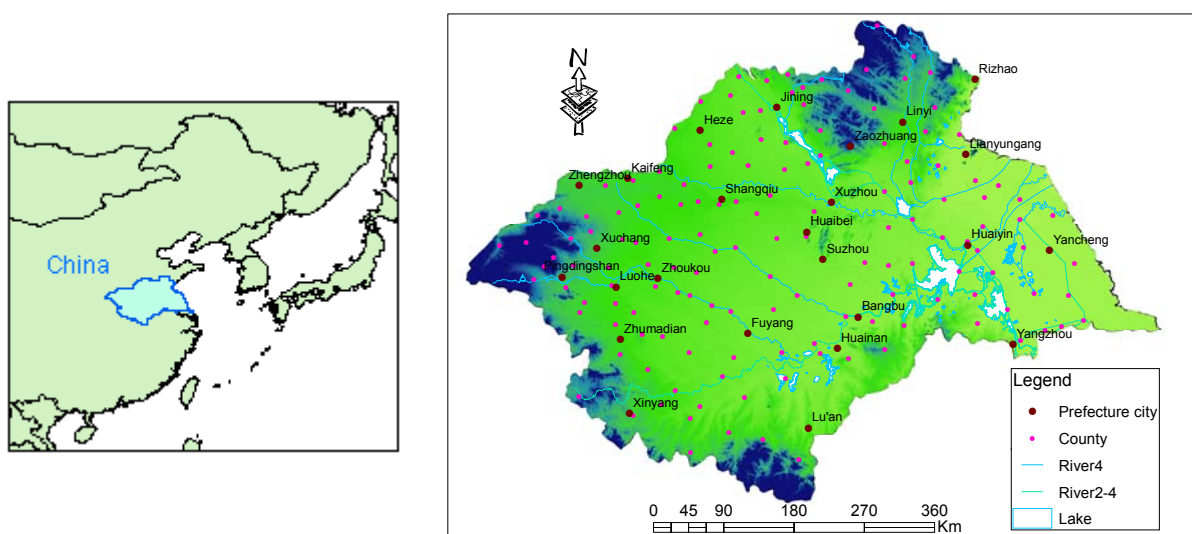 China
N
Rizhao
Jining
Linyi
Heze
Zaozhuang
Lianyungang
Kaifeng
Zhengzhou
Shangqiu
Xuzhou
Huaibei
Xuchang
Huaiyin
Yancheng
Suzhou
Pingdingshan
Luohe
Zhoukou
Bangbu
Zhumadian
Fuyang
Huainan
Yangzhou
Xinyang
Lu'an
Legend
Prefecture city
County
River4
River2-4
Lake
0 45 90 180 270 360
Km